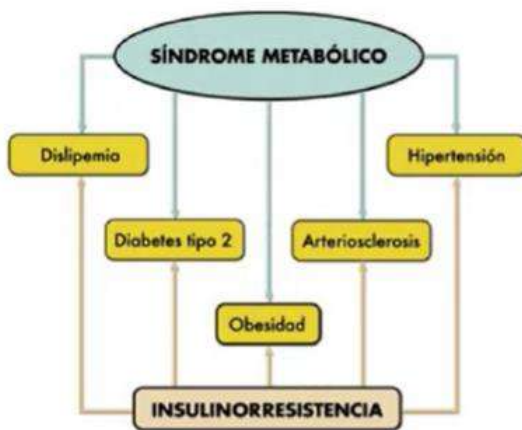 SÍNDROME METABÓLICO
Dislipemia
Hipertensión
Diabetes tipo 2
Arteriosclerosis
Obesidad
INSULINORRESISTENCIA